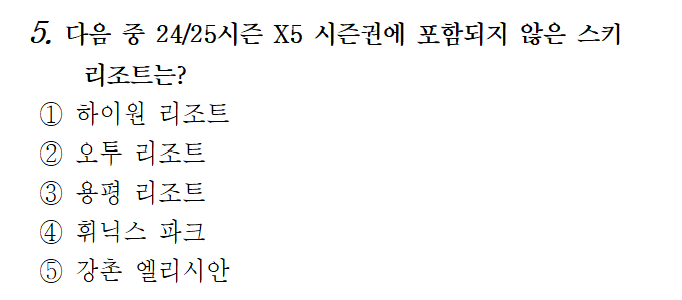 5. 다음 중 24/25시즌 X5 시즌권에 포함되지 않은 스키
리조트는?
① 하이원 리조트
② 오투 리조트
③ 용평 리조트
④ 휘닉스 파크
⑤ 강촌 엘리시안